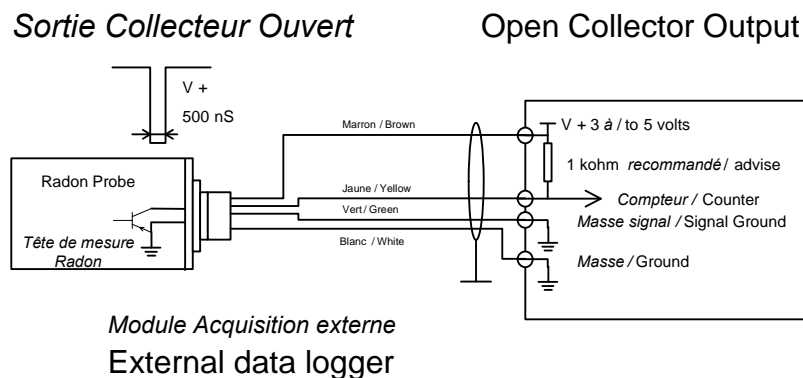 Sortie Collecteur Ouvert
Open Collector Output
V +
500 nS
Marron / Brown
V + 3 à / to 5 volts
1 kohm recommandé / advise
Radon Probe
Jaune / Yellow
Compteur / Counter
Vert / Green
Masse signal / Signal Ground
Tête de mesure
Radon
Blanc / White
Masse / Ground
Module Acquisition externe
External data logger